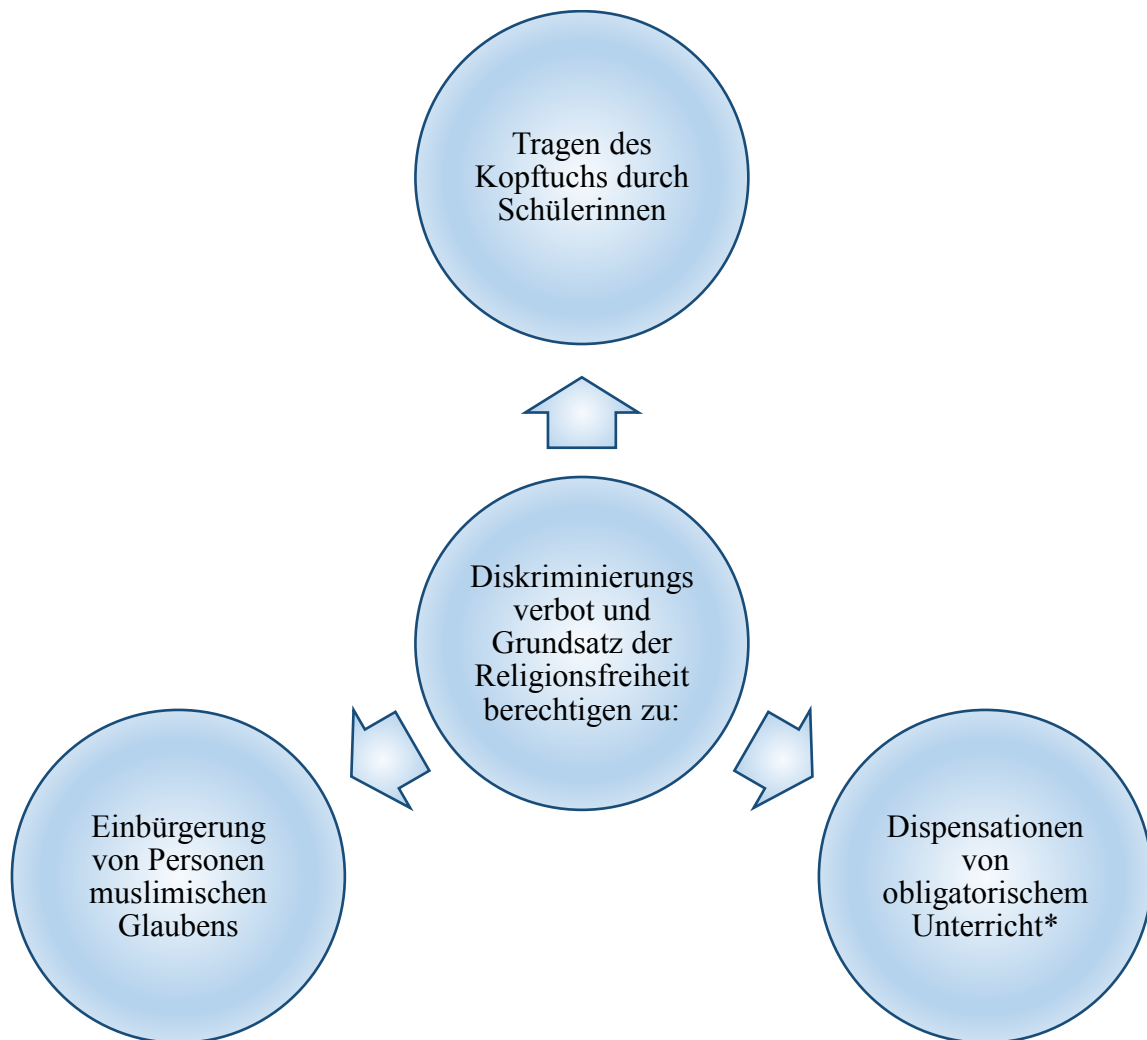 Tragen des
Kopftuchs durch
Schülerinnen
Diskriminierungs
verbot und
Grundsatz der
Religionsfreiheit
berechtigen zu:
Einbürgerung
von Personen
muslimischen
Glaubens
Dispensationen
von
obligatorischem
Unterricht*